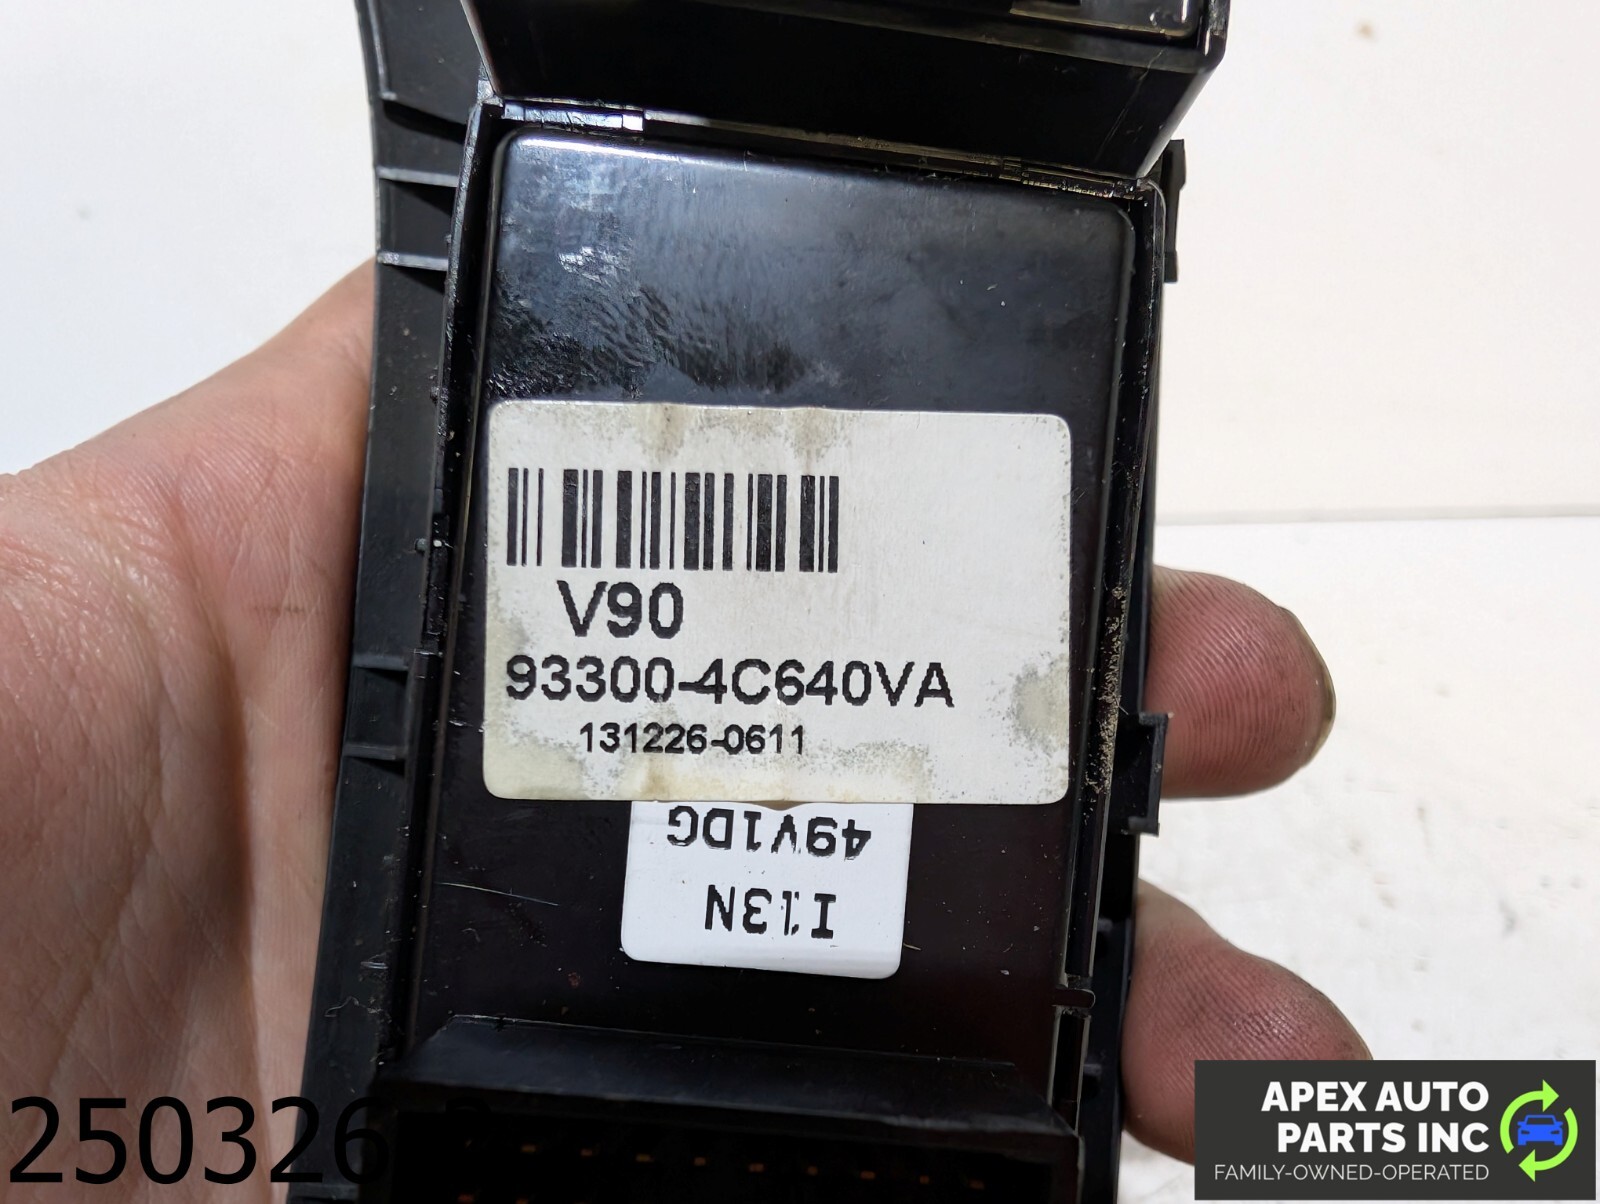 V90
93300-4C640VA
131226-0611
49V1DG
I13N
250326
APEX AUTO
PARTS INC
FAMILY-OWNED-OPERATED